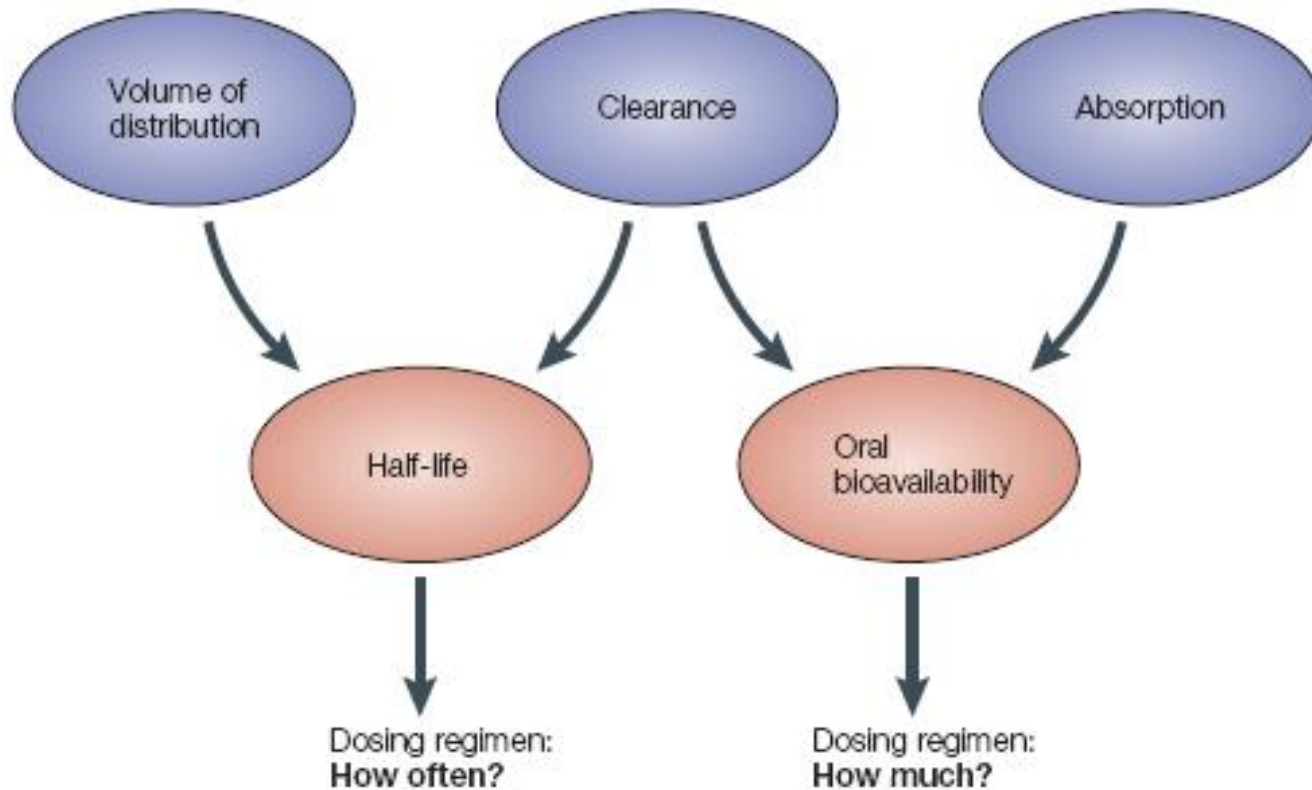 Volume of
distribution
Clearance
Absorption
Half-life
Oral
bioavailability
Dosing regimen:
How often?
Dosing regimen:
How much?